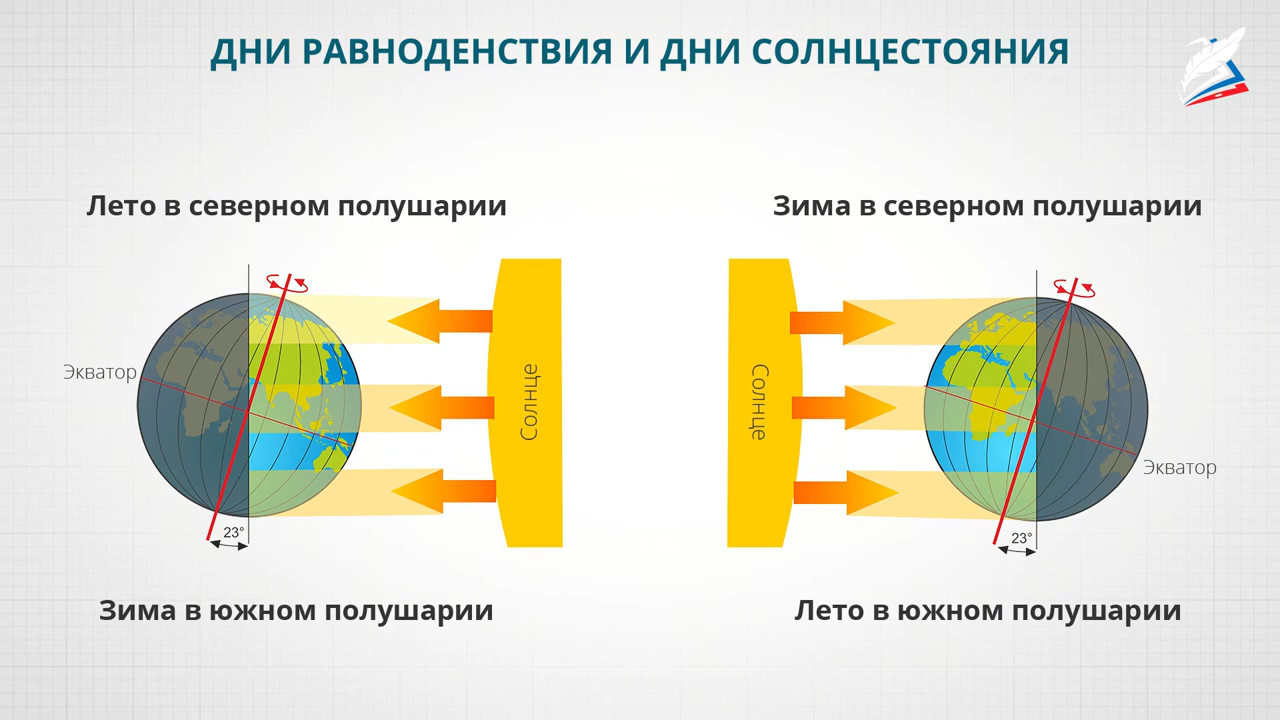 ДНИ РАВНОДЕНСТВИЯ И ДНИ СОЛНЦЕСТОЯНИЯ
Лето в северном полушарии
Экватор
Солнце
23°
Зима в южном полушарии
Зима в северном полушарии
Солнце
Экватор
23°
Лето в южном полушарии